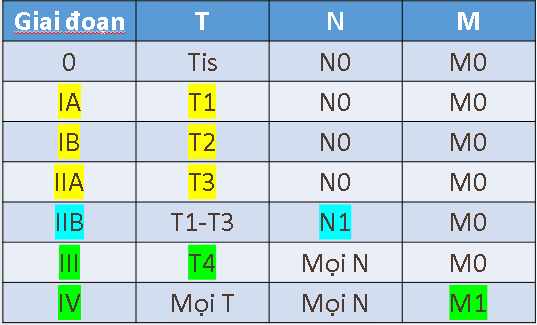 Giai đoạn T N M
0 Tis N0 M0
IA T1 N0 M0
IB T2 N0 M0
IIA T3 N0 M0
IIB T1-T3 N1 M0
III T4 Mọi N M0
IV Mọi T Mọi N M1